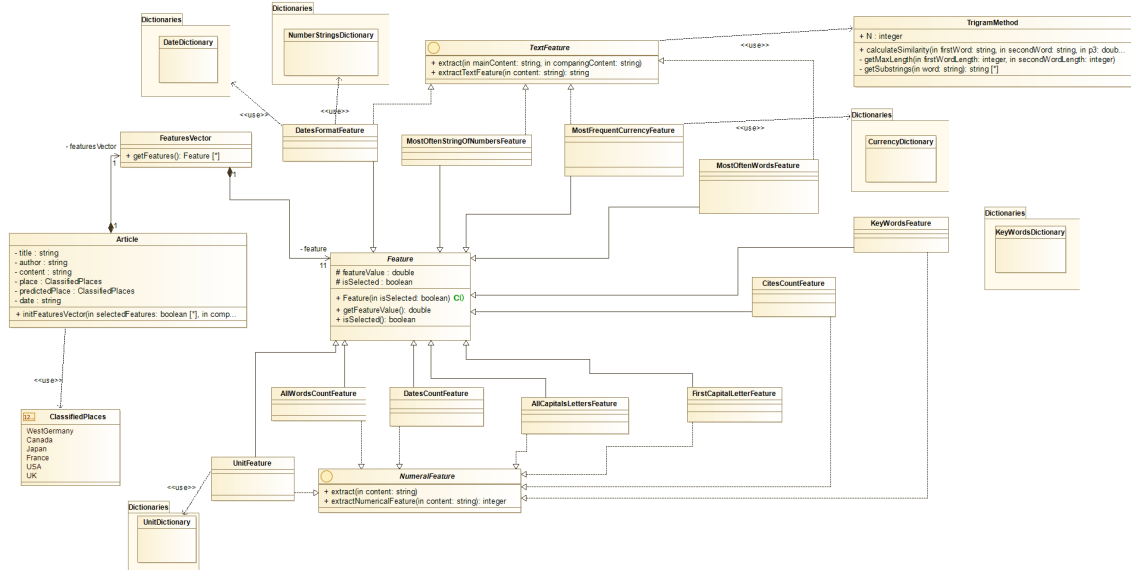 Dictionaries
DateDictionary
Dictionaries
NumberStringsDictionary
TextFeature
+ extract(in mainContent: string, in comparingContent: string)
+ extractTextFeature(in content: string): string
<<use>>
TrigramMethod
+ N : integer
+ calculateSimilarity(in firstWord: string, in secondWord: string, in p3: doub...
- getMaxLength(in firstWordLength: integer, in secondWordLength: integer)
- getSubstrings(in word: string): string [*]
<<use>>
<<use>>
DatesFormatFeature
MostOftenStringOfNumbersFeature
MostFrequentCurrencyFeature
<<use>>
Dictionaries
CurrencyDictionary
FeaturesVector
+ getFeatures(): Feature [*]
- featuresVector
1
1
1
MostOftenWordsFeature
KeyWordsFeature
Dictionaries
KeyWordsDictionary
Article
- title : string
- author : string
- content : string
- place : ClassifiedPlaces
- predictedPlace : ClassifiedPlaces
- date : string
+ initFeaturesVector(in selectedFeatures: boolean [*], in comp...
- feature
11
Feature
# featureValue : double
# isSelected : boolean
+ Feature(in isSelected: boolean) C()
+ getFeatureValue(): double
+ isSelected(): boolean
CitesCountFeature
<<use>>
ClassifiedPlaces
WestGermany
Canada
Japan
France
USA
UK
AllWordsCountFeature
DatesCountFeature
AllCapitalsLettersFeature
FirstCapitalLetterFeature
UnitFeature
<<use>>
NumeralFeature
+ extract(in content: string)
+ extractNumericalFeature(in content: string): integer
Dictionaries
UnitDictionary